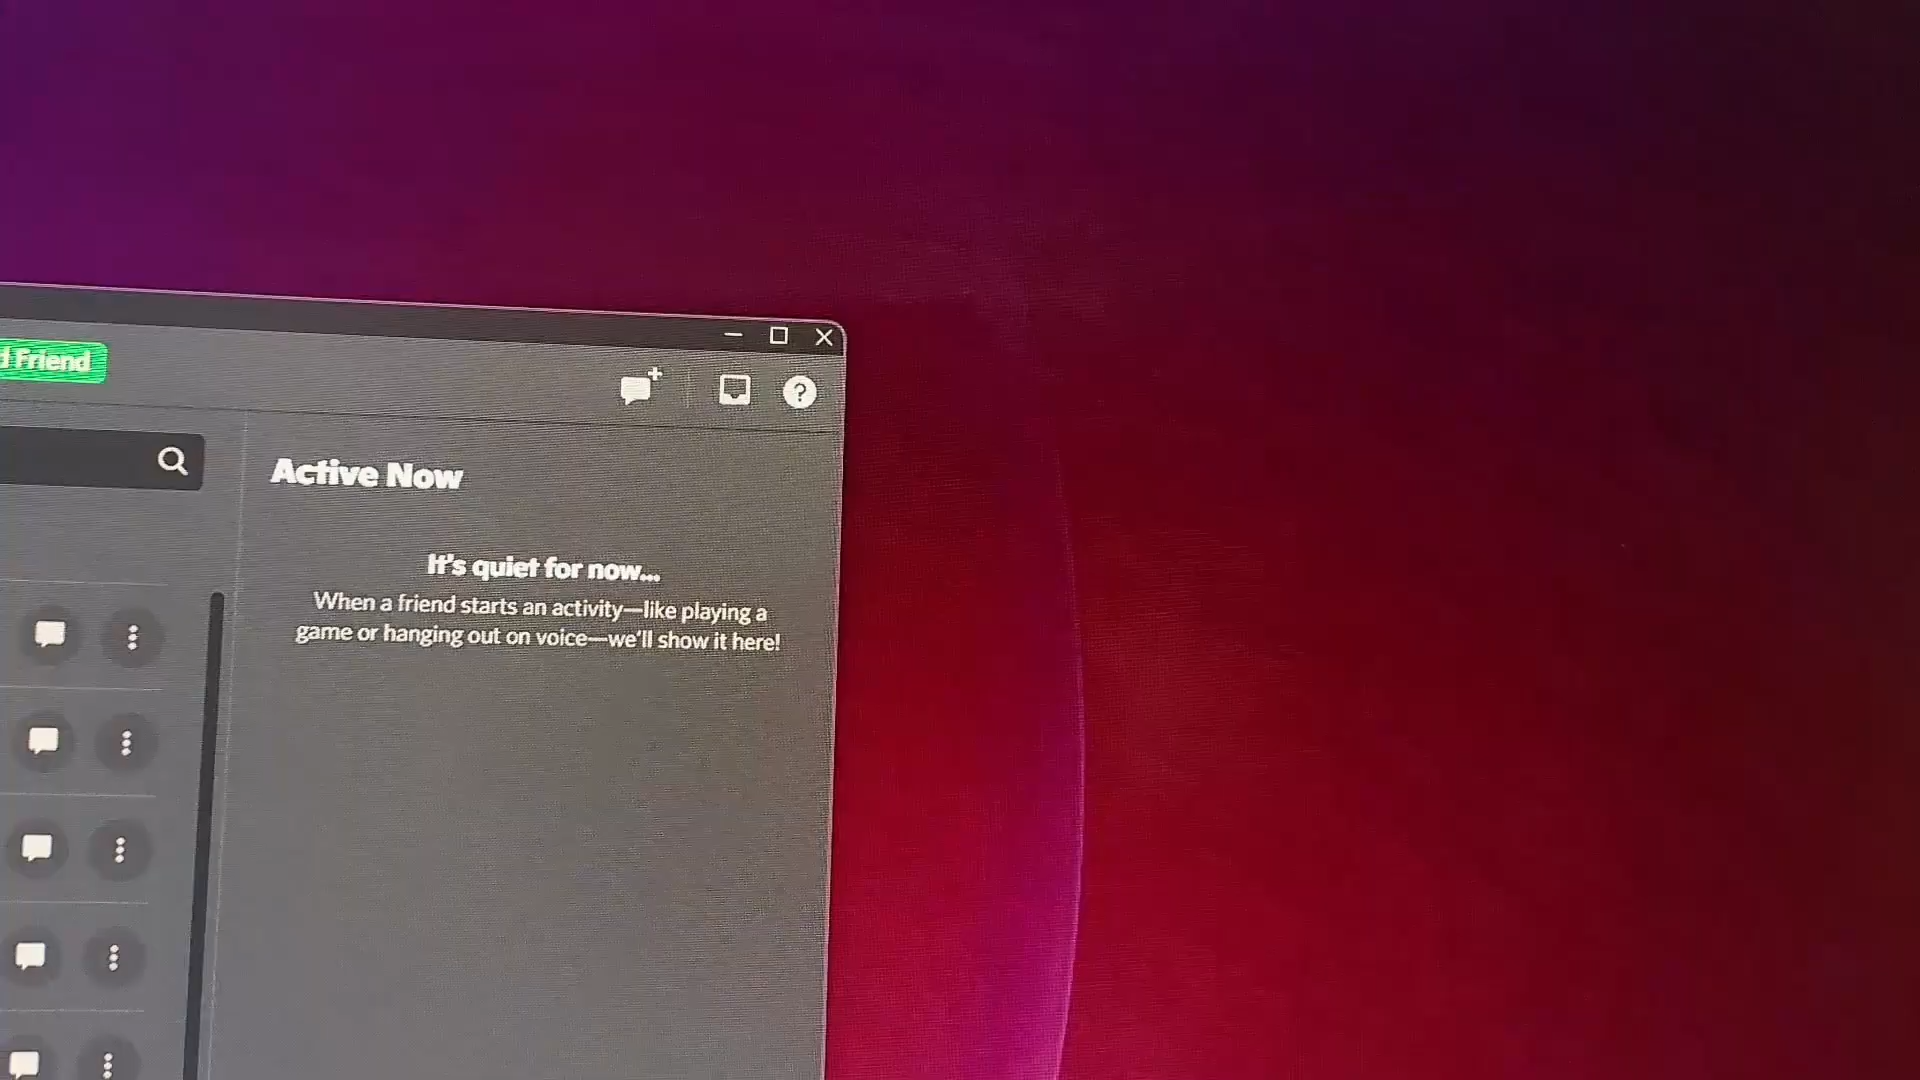 d Friend
Active Now
It's quiet for now...
When a friend starts an activity—like playing a
game or hanging out on voice—we'll show it here!